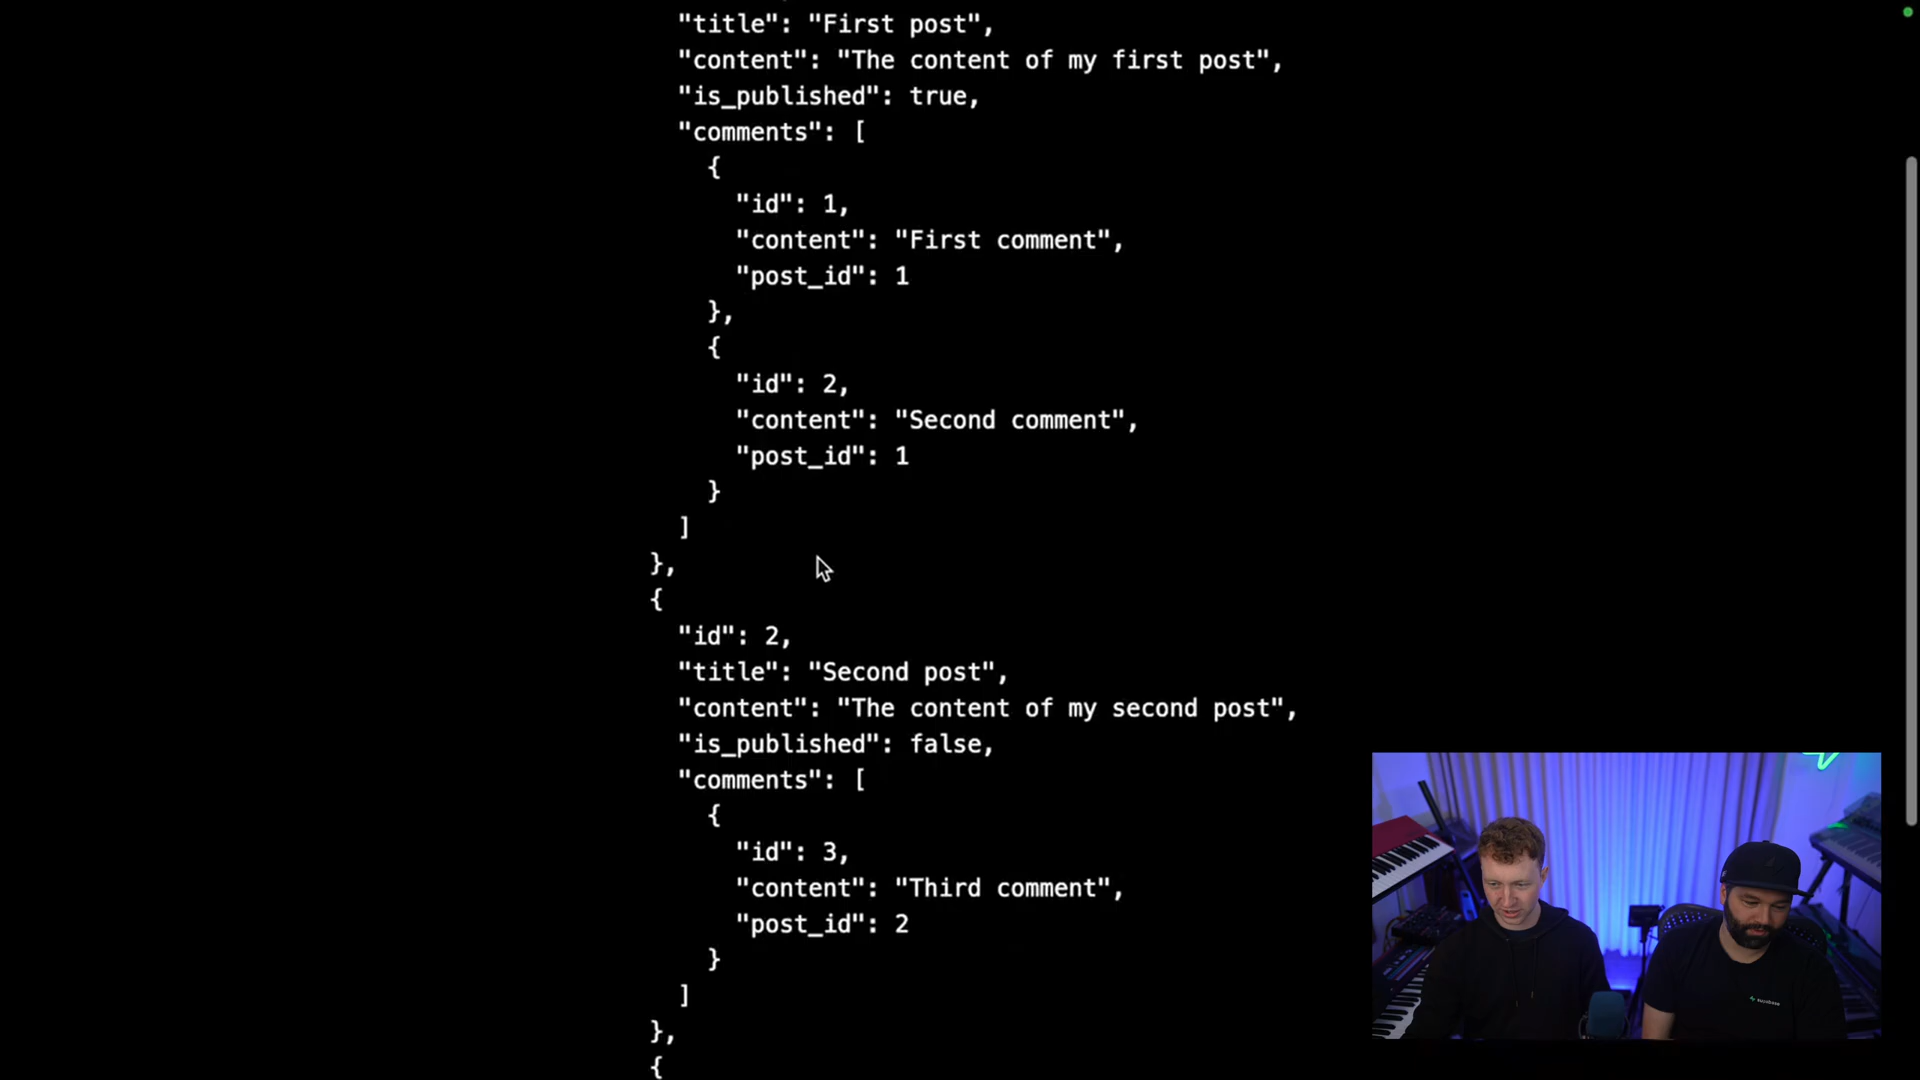 "title": "First post",
"content": "The content of my first post",
"is_published": true,
"comments": [
{
"id": 1,
"content": "First comment",
"post_id": 1
},
{
"id": 2,
"content": "Second comment",
"post_id": 1
}
]
},
{
"id": 2,
"title": "Second post",
"content": "The content of my second post",
"is_published": false,
"comments": [
{
"id": 3,
"content": "Third comment",
"post_id": 2
}
]
},
{
supabase